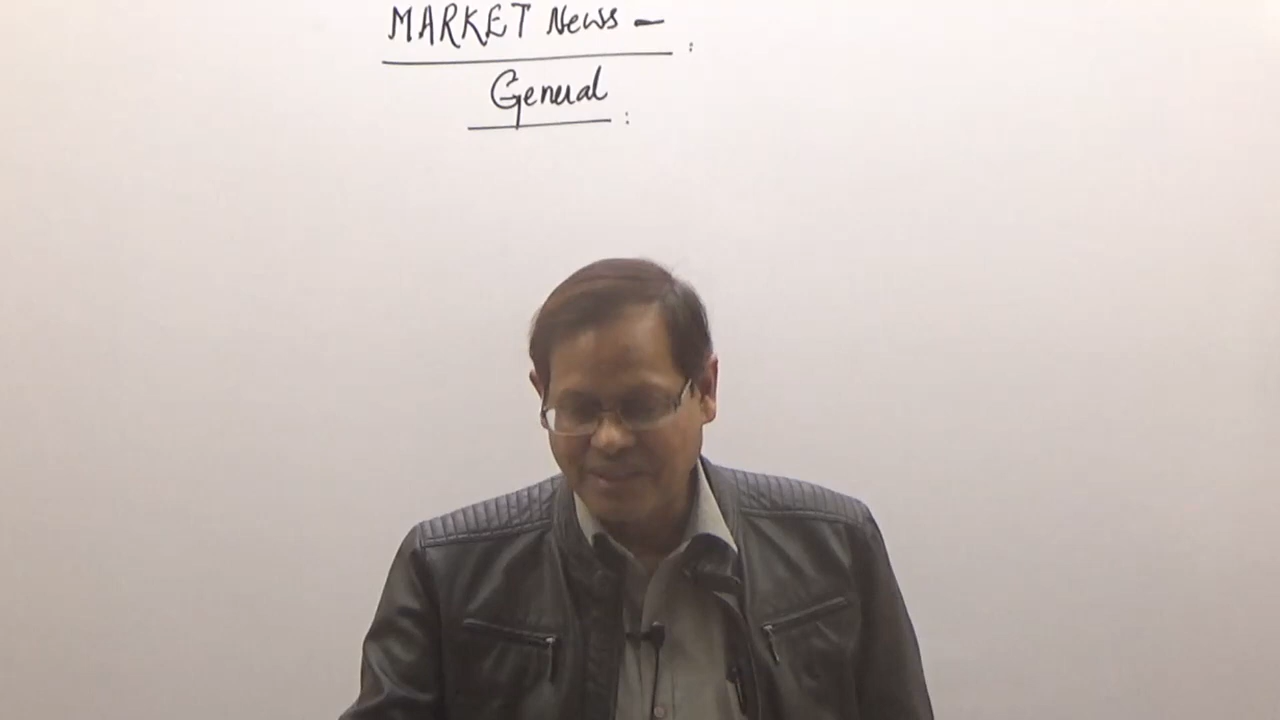 MARKET News – :
General :